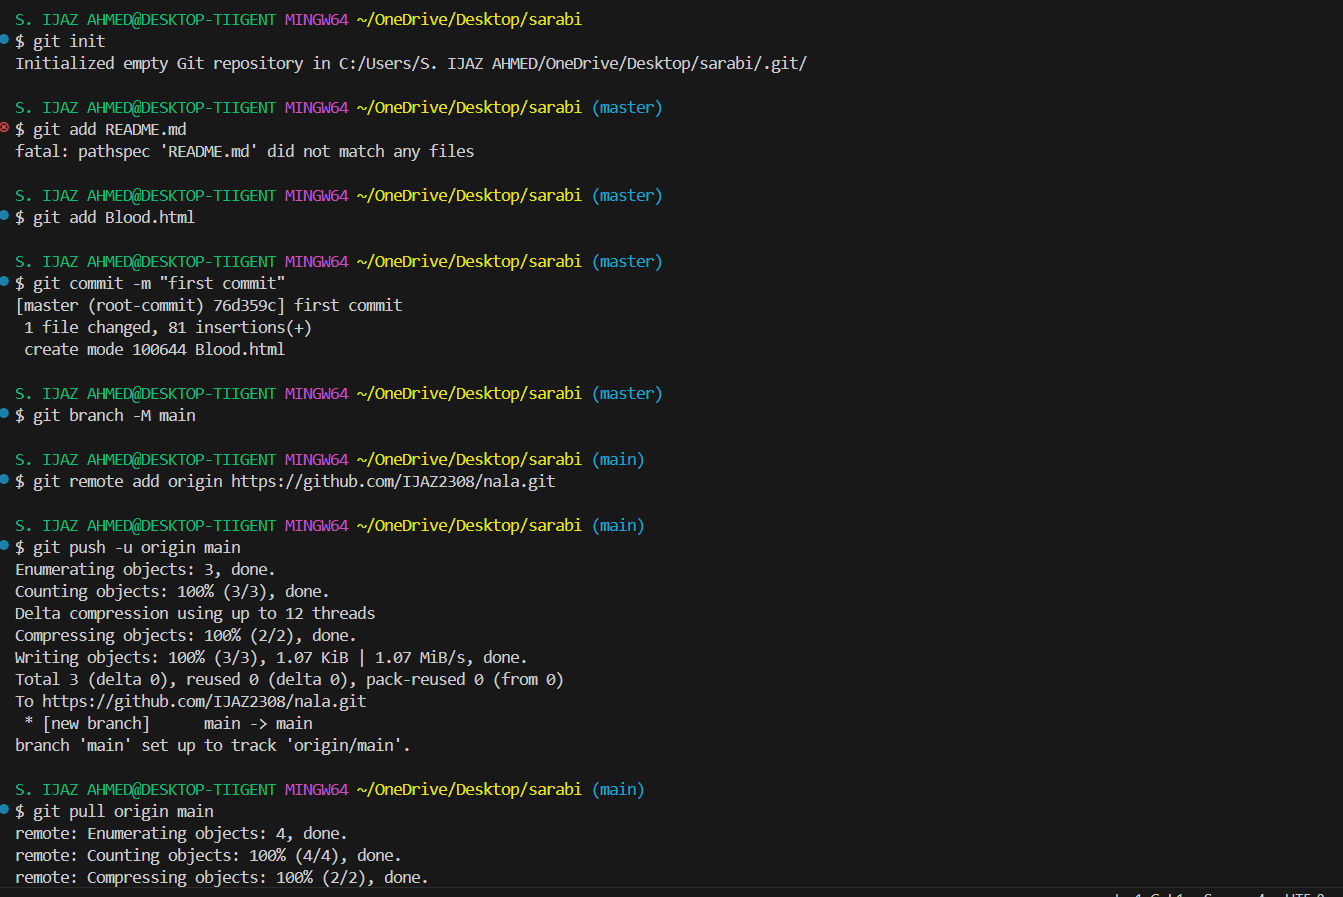 S. IJAZ AHMED@DESKTOP-TIIGENT MINGW64 ~/OneDrive/Desktop/sarabi
$ git init
Initialized empty Git repository in C:/Users/S. IJAZ AHMED/OneDrive/Desktop/sarabi/.git/
S. IJAZ AHMED@DESKTOP-TIIGENT MINGW64 ~/OneDrive/Desktop/sarabi (master)
$ git add README.md
fatal: pathspec 'README.md' did not match any files
S. IJAZ AHMED@DESKTOP-TIIGENT MINGW64 ~/OneDrive/Desktop/sarabi (master)
$ git add Blood.html
S. IJAZ AHMED@DESKTOP-TIIGENT MINGW64 ~/OneDrive/Desktop/sarabi (master)
$ git commit -m "first commit"
[master (root-commit) 76d359c] first commit
1 file changed, 81 insertions(+)
create mode 100644 Blood.html
S. IJAZ AHMED@DESKTOP-TIIGENT MINGW64 ~/OneDrive/Desktop/sarabi (master)
$ git branch -M main
S. IJAZ AHMED@DESKTOP-TIIGENT MINGW64 ~/OneDrive/Desktop/sarabi (main)
$ git remote add origin https://github.com/IJAZ2308/nala.git
S. IJAZ AHMED@DESKTOP-TIIGENT MINGW64 ~/OneDrive/Desktop/sarabi (main)
$ git push -u origin main
Enumerating objects: 3, done.
Counting objects: 100% (3/3), done.
Delta compression using up to 12 threads
Compressing objects: 100% (2/2), done.
Writing objects: 100% (3/3), 1.07 KiB | 1.07 MiB/s, done.
Total 3 (delta 0), reused 0 (delta 0), pack-reused 0 (from 0)
To https://github.com/IJAZ2308/nala.git
* [new branch]      main -> main
branch 'main' set up to track 'origin/main'.
S. IJAZ AHMED@DESKTOP-TIIGENT MINGW64 ~/OneDrive/Desktop/sarabi (main)
$ git pull origin main
remote: Enumerating objects: 4, done.
remote: Counting objects: 100% (4/4), done.
remote: Compressing objects: 100% (2/2), done.